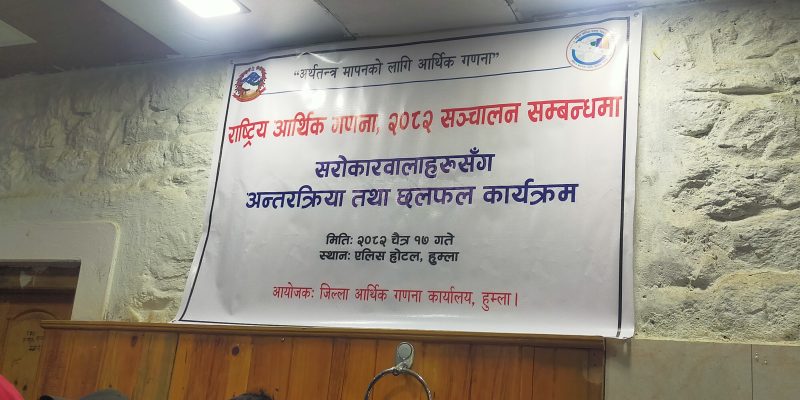 "अर्थतन्त्र मापनको लागि आर्थिक गणना"
राष्ट्रिय आर्थिक गणना, २०८२ सञ्चालन सम्बन्धमा
सरोकारवालाहरूसँग
अन्तरक्रिया तथा छलफल कार्यक्रम
मितिः २०८२ चैत्र १७ गते
स्थानः एलिस होटल, हुम्ला
आयोजकः जिल्ला आर्थिक गणना कार्यालय, हुम्ला।